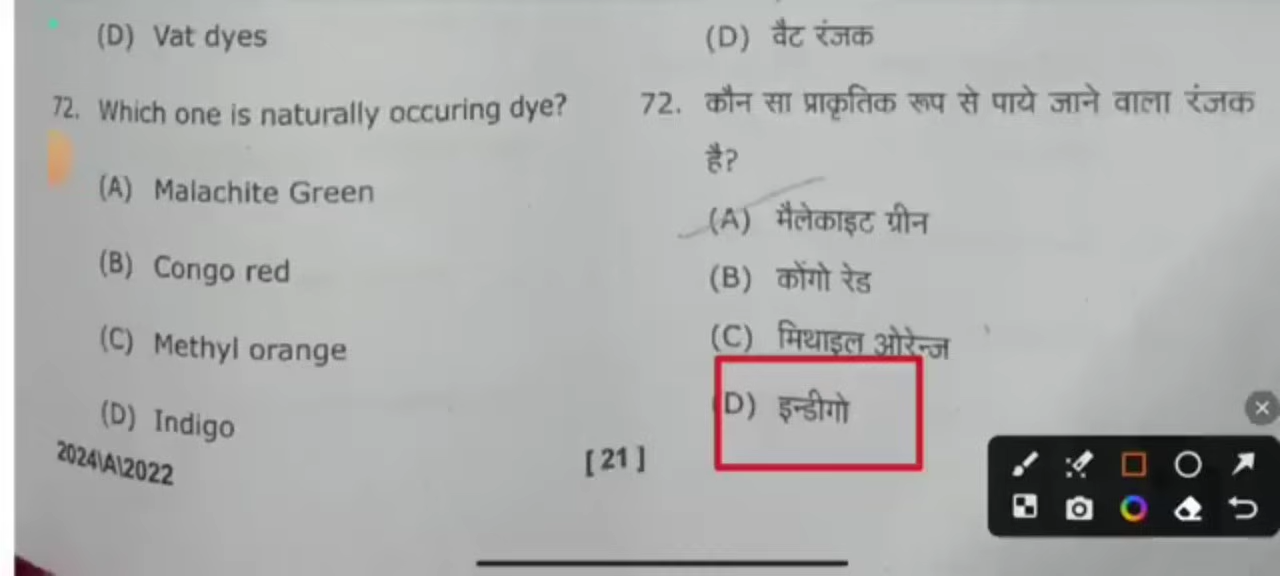 (D) Vat dyes
72. Which one is naturally occuring dye?
(A) Malachite Green
(B) Congo red
(C) Methyl orange
(D) Indigo
2024\A\2022
(D) वैट रंजक
72. कौन सा प्राकृतिक रूप से पाये जाने वाला रंजक
है?
(A) मैलेकाइट ग्रीन
(B) कोंगो रेड
(C) मिथाइल ओरेन्ज
(D) इन्डीगो
[ 21 ]